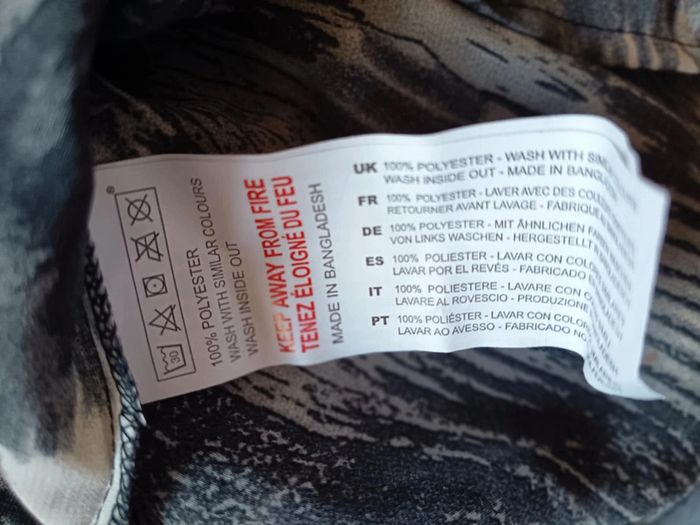 ®
30
100% POLYESTER
WASH WITH SIMILAR COLOURS
WASH INSIDE OUT
KEEP AWAY FROM FIRE
TENEZ ÉLOIGNÉ DU FEU
MADE IN BANGLADESH
UK 100% POLYESTER - WASH WITH
WASH INSIDE OUT - MADE IN
FR 100% POLYESTER - LAVER AVEC DES
RETOURNER AVANT LAVAGE -
DE 100% POLYESTER - MIT ÄHNLICHEN
VON LINKS WASCHEN - HERGESTELLT
ES 100% POLIESTER - LAVAR CON
LAVAR POR EL REVÉS - FABRICADO
IT 100% POLIESTERE - LAVARE
LAVARE AL ROVESCIO - PRODUZIONE
PT 100% POLIÉSTER - LAVAR CON
LAVAR AO AVESSO - FABRICADO